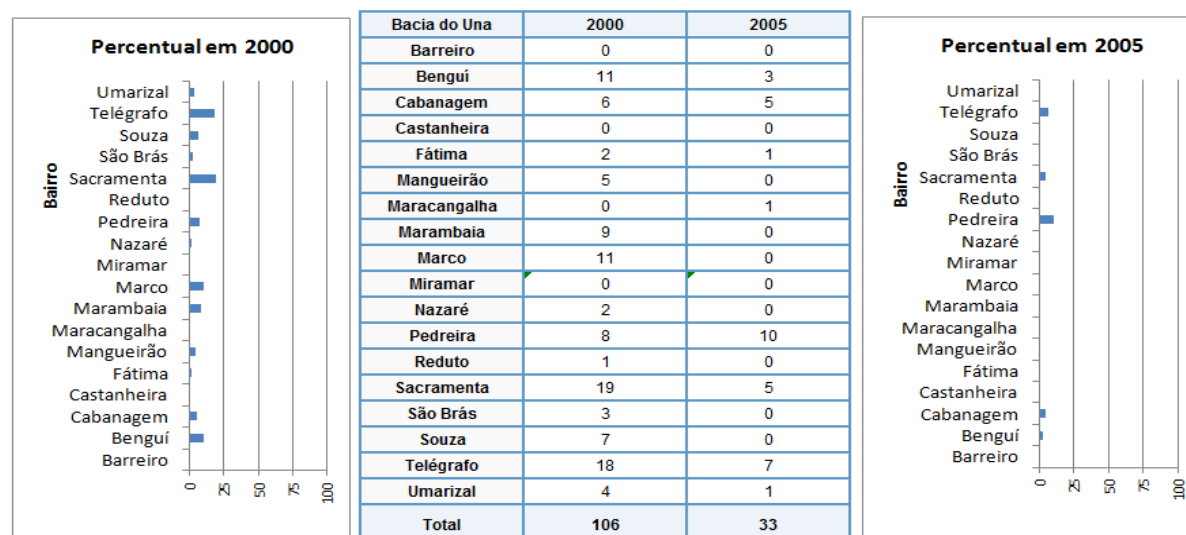 Percentual em 2000
Bairro
Umarizal
Telégrafo
Souza
São Brás
Sacramenta
Reduto
Pedreira
Nazaré
Miramar
Marco
Marambaia
Maracangalha
Mangueirão
Fátima
Castanheira
Cabanagem
Benguí
Barreiro
0 25 50 75 100
Bacia do Una 2000 2005
Barreiro 0 0
Benguí 11 3
Cabanagem 6 5
Castanheira 0 0
Fátima 2 1
Mangueirão 5 0
Maracangalha 0 1
Marambaia 9 0
Marco 11 0
Miramar 0 0
Nazaré 2 0
Pedreira 8 10
Reduto 1 0
Sacramenta 19 5
São Brás 3 0
Souza 7 0
Telégrafo 18 7
Umarizal 4 1
Total 106 33
Percentual em 2005
Bairro
Umarizal
Telégrafo
Souza
São Brás
Sacramenta
Reduto
Pedreira
Nazaré
Miramar
Marco
Marambaia
Maracangalha
Mangueirão
Fátima
Castanheira
Cabanagem
Benguí
Barreiro
0 25 50 75 100